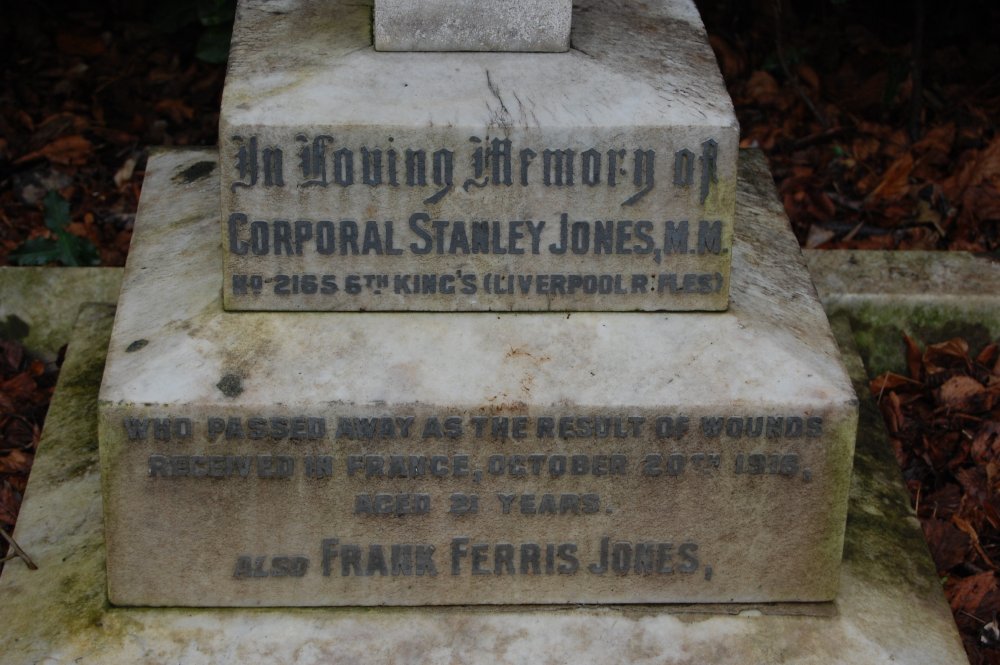 In Loving Memory of
CORPORAL STANLEY JONES, M.M.
NO. 2165 6TH KING'S (LIVERPOOL R FLES)
WHO PASSED AWAY AS THE RESULT OF WOUNDS
RECEIVED IN FRANCE, OCTOBER 20TH 1916,
AGED 21 YEARS.
ALSO FRANK FERRIS JONES,